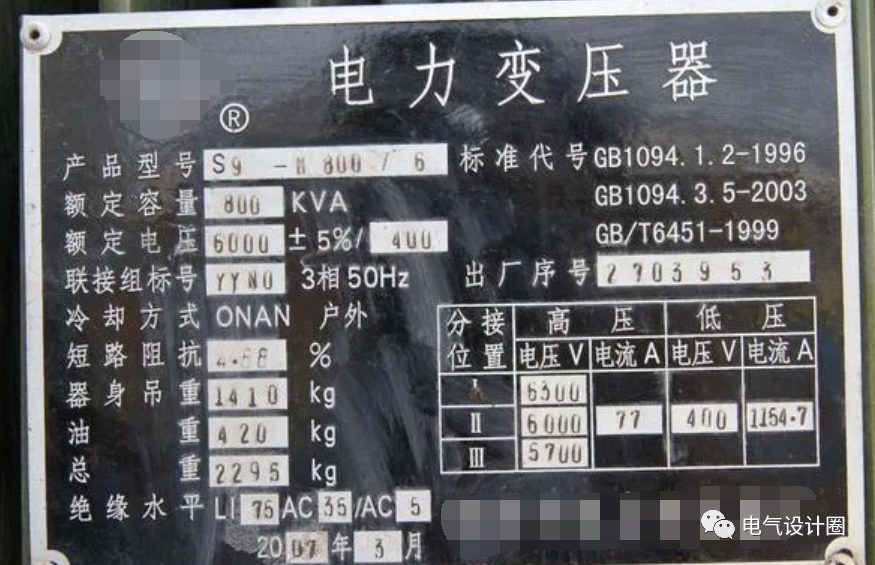 电力变压器
®
产品型号 S9 -M 800 / 6 标准代号 GB1094.1.2-1996
额定容量 800 KVA GB1094.3.5-2003
额定电压 6000 ±5%/ 400 GB/T6451-1999
联接组标号 YYN0 3相50Hz 出厂序号 2703953
冷却方式 ONAN 户外
短路阻抗 4.88 %
器身吊重 1410 kg
油重 420 kg
总重 2295 kg
绝缘水平 LI 75 AC 35 /AC 5
2007年3月
分接位置 高压 低压
电压V 电流A 电压V 电流A
I 6300
II 6000 77 400 1154.7
III 5700
电气设计圈